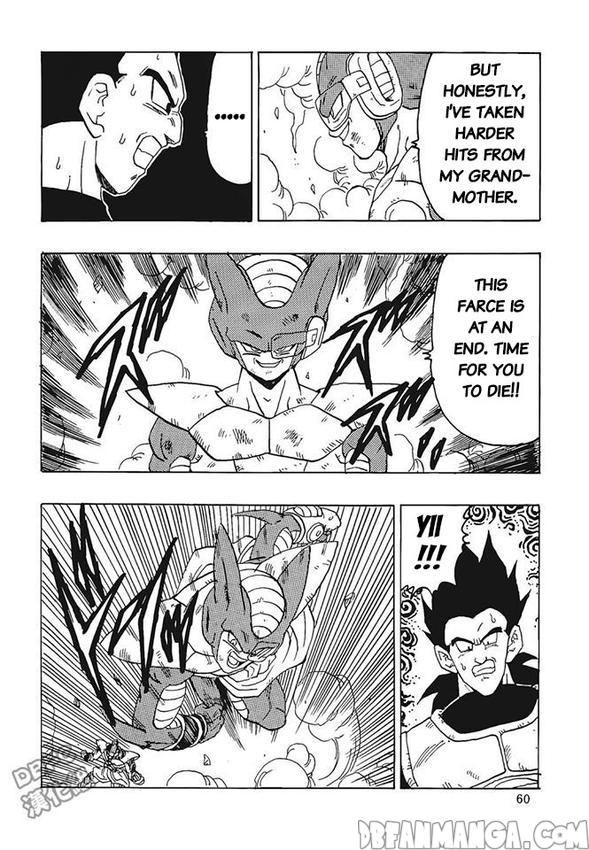 BUT
HONESTLY,
I'VE TAKEN
HARDER
HITS FROM
MY GRAND-
MOTHER.
.....
THIS
FARCE IS
AT AN
END. TIME
FOR YOU
TO DIE!!
YII
!!!
60
DBFANMANGA.COM